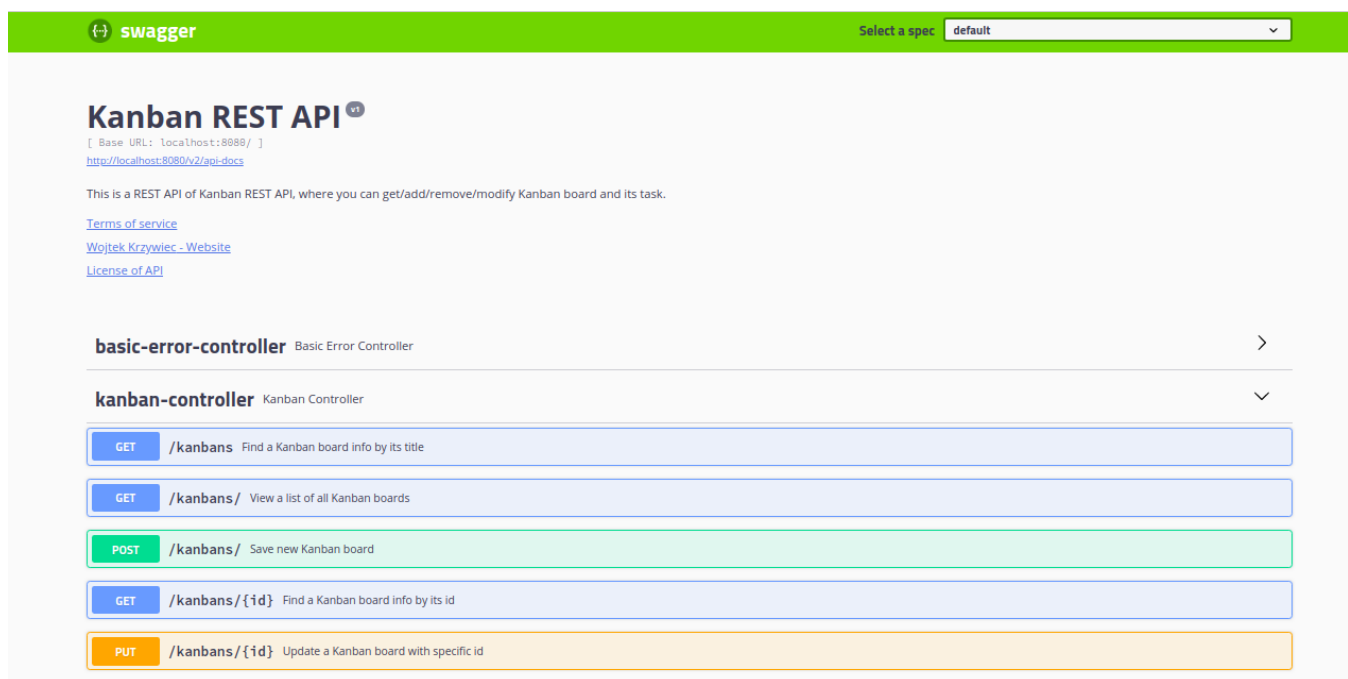 {...} swagger Select a spec default
Kanban REST API v1
[ Base URL: localhost:8080/ ]
http://localhost:8080/v2/api-docs
This is a REST API of Kanban REST API, where you can get/add/remove/modify Kanban board and its task.
Terms of service
Wojtek Krzywiec - Website
License of API
basic-error-controller Basic Error Controller
kanban-controller Kanban Controller
GET /kanbans Find a Kanban board info by its title
GET /kanbans/ View a list of all Kanban boards
POST /kanbans/ Save new Kanban board
GET /kanbans/{id} Find a Kanban board info by its id
PUT /kanbans/{id} Update a Kanban board with specific id